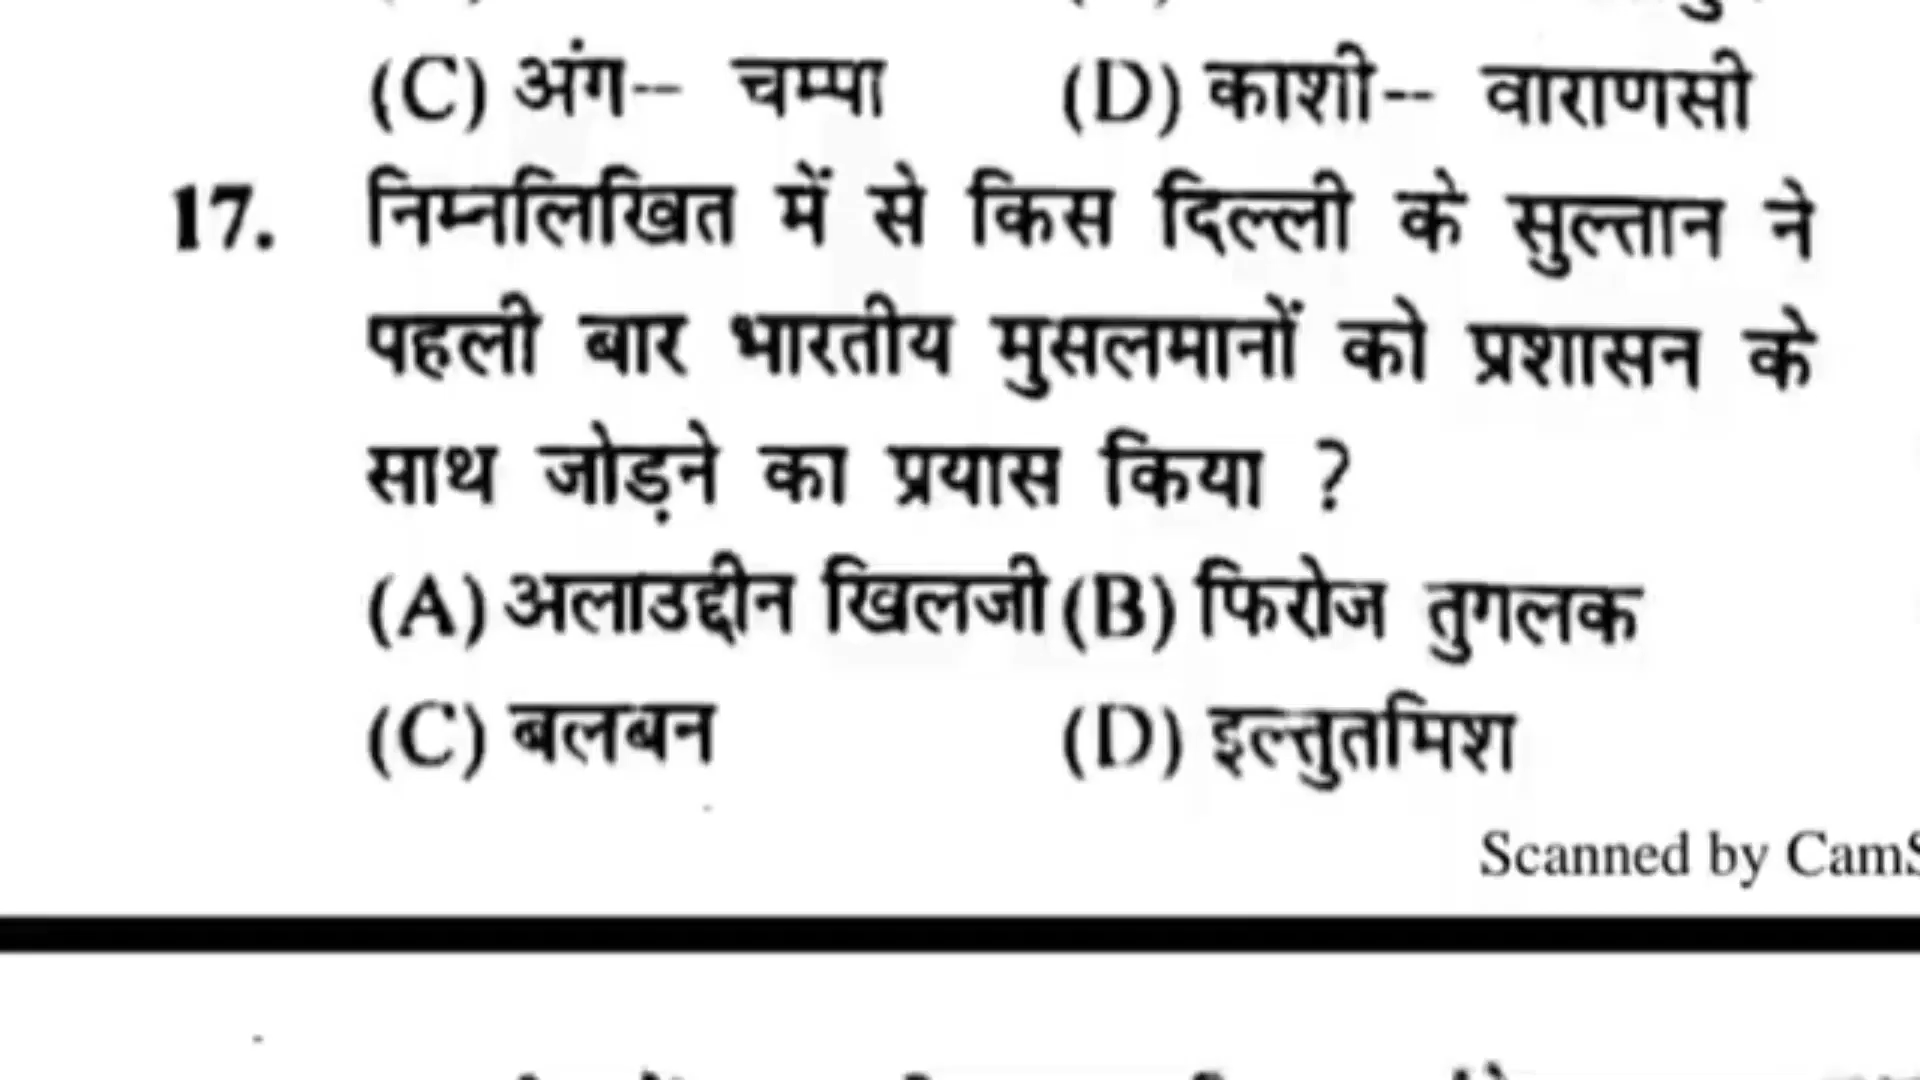 (C) अंग-- चम्पा (D) काशी-- वाराणसी
17. निम्नलिखित में से किस दिल्ली के सुल्तान ने
पहली बार भारतीय मुसलमानों को प्रशासन के
साथ जोड़ने का प्रयास किया ?
(A) अलाउद्दीन खिलजी (B) फिरोज तुगलक
(C) बलबन (D) इल्तुतमिश
Scanned by CamS